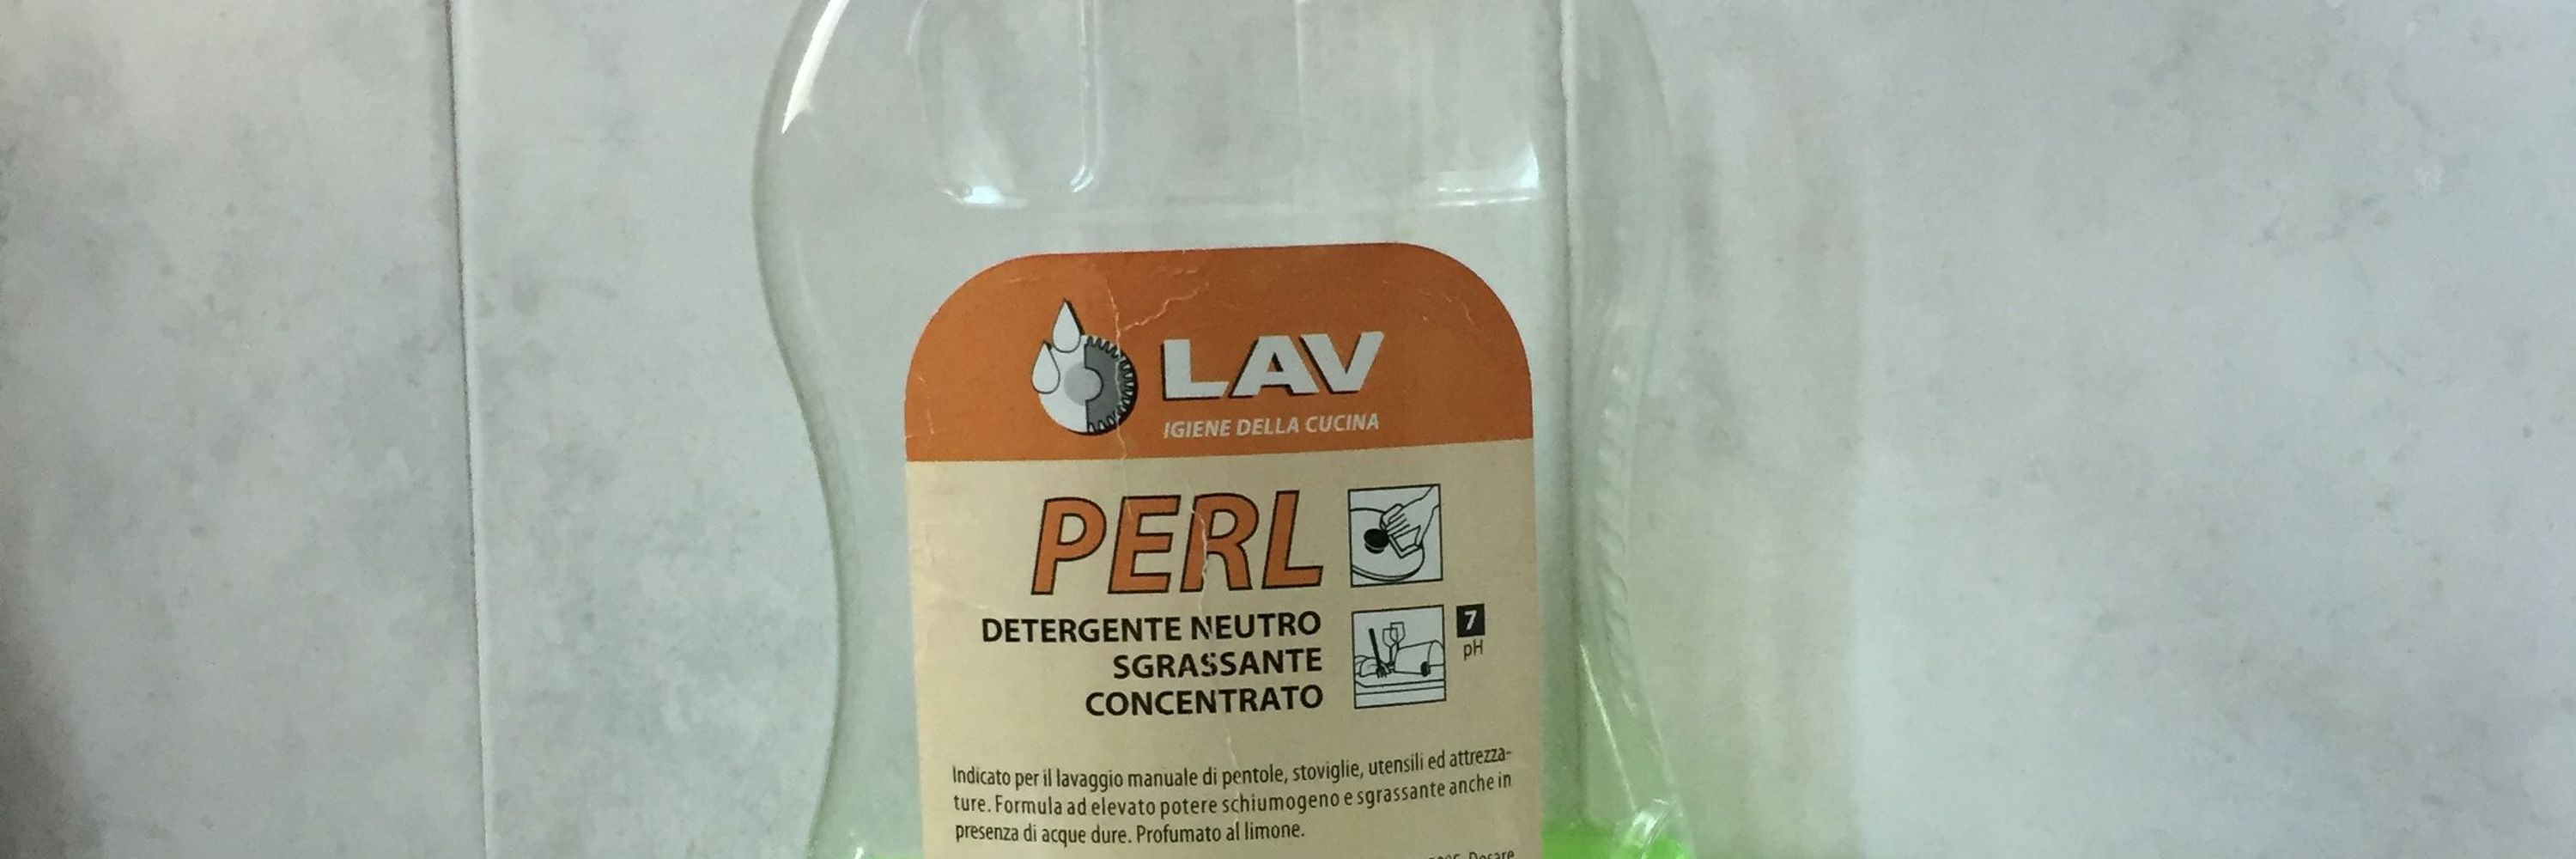 LAV
IGIENE DELLA CUCINA
PERL
DETERGENTE NEUTRO
SGRASSANTE
CONCENTRATO
7
pH
Indicato per il lavaggio manuale di pentole, stoviglie, utensili ed attrezza-
ture. Formula ad elevato potere schiumogeno e sgrassante anche in
presenza di acque dure. Profumato al limone.
Dosare